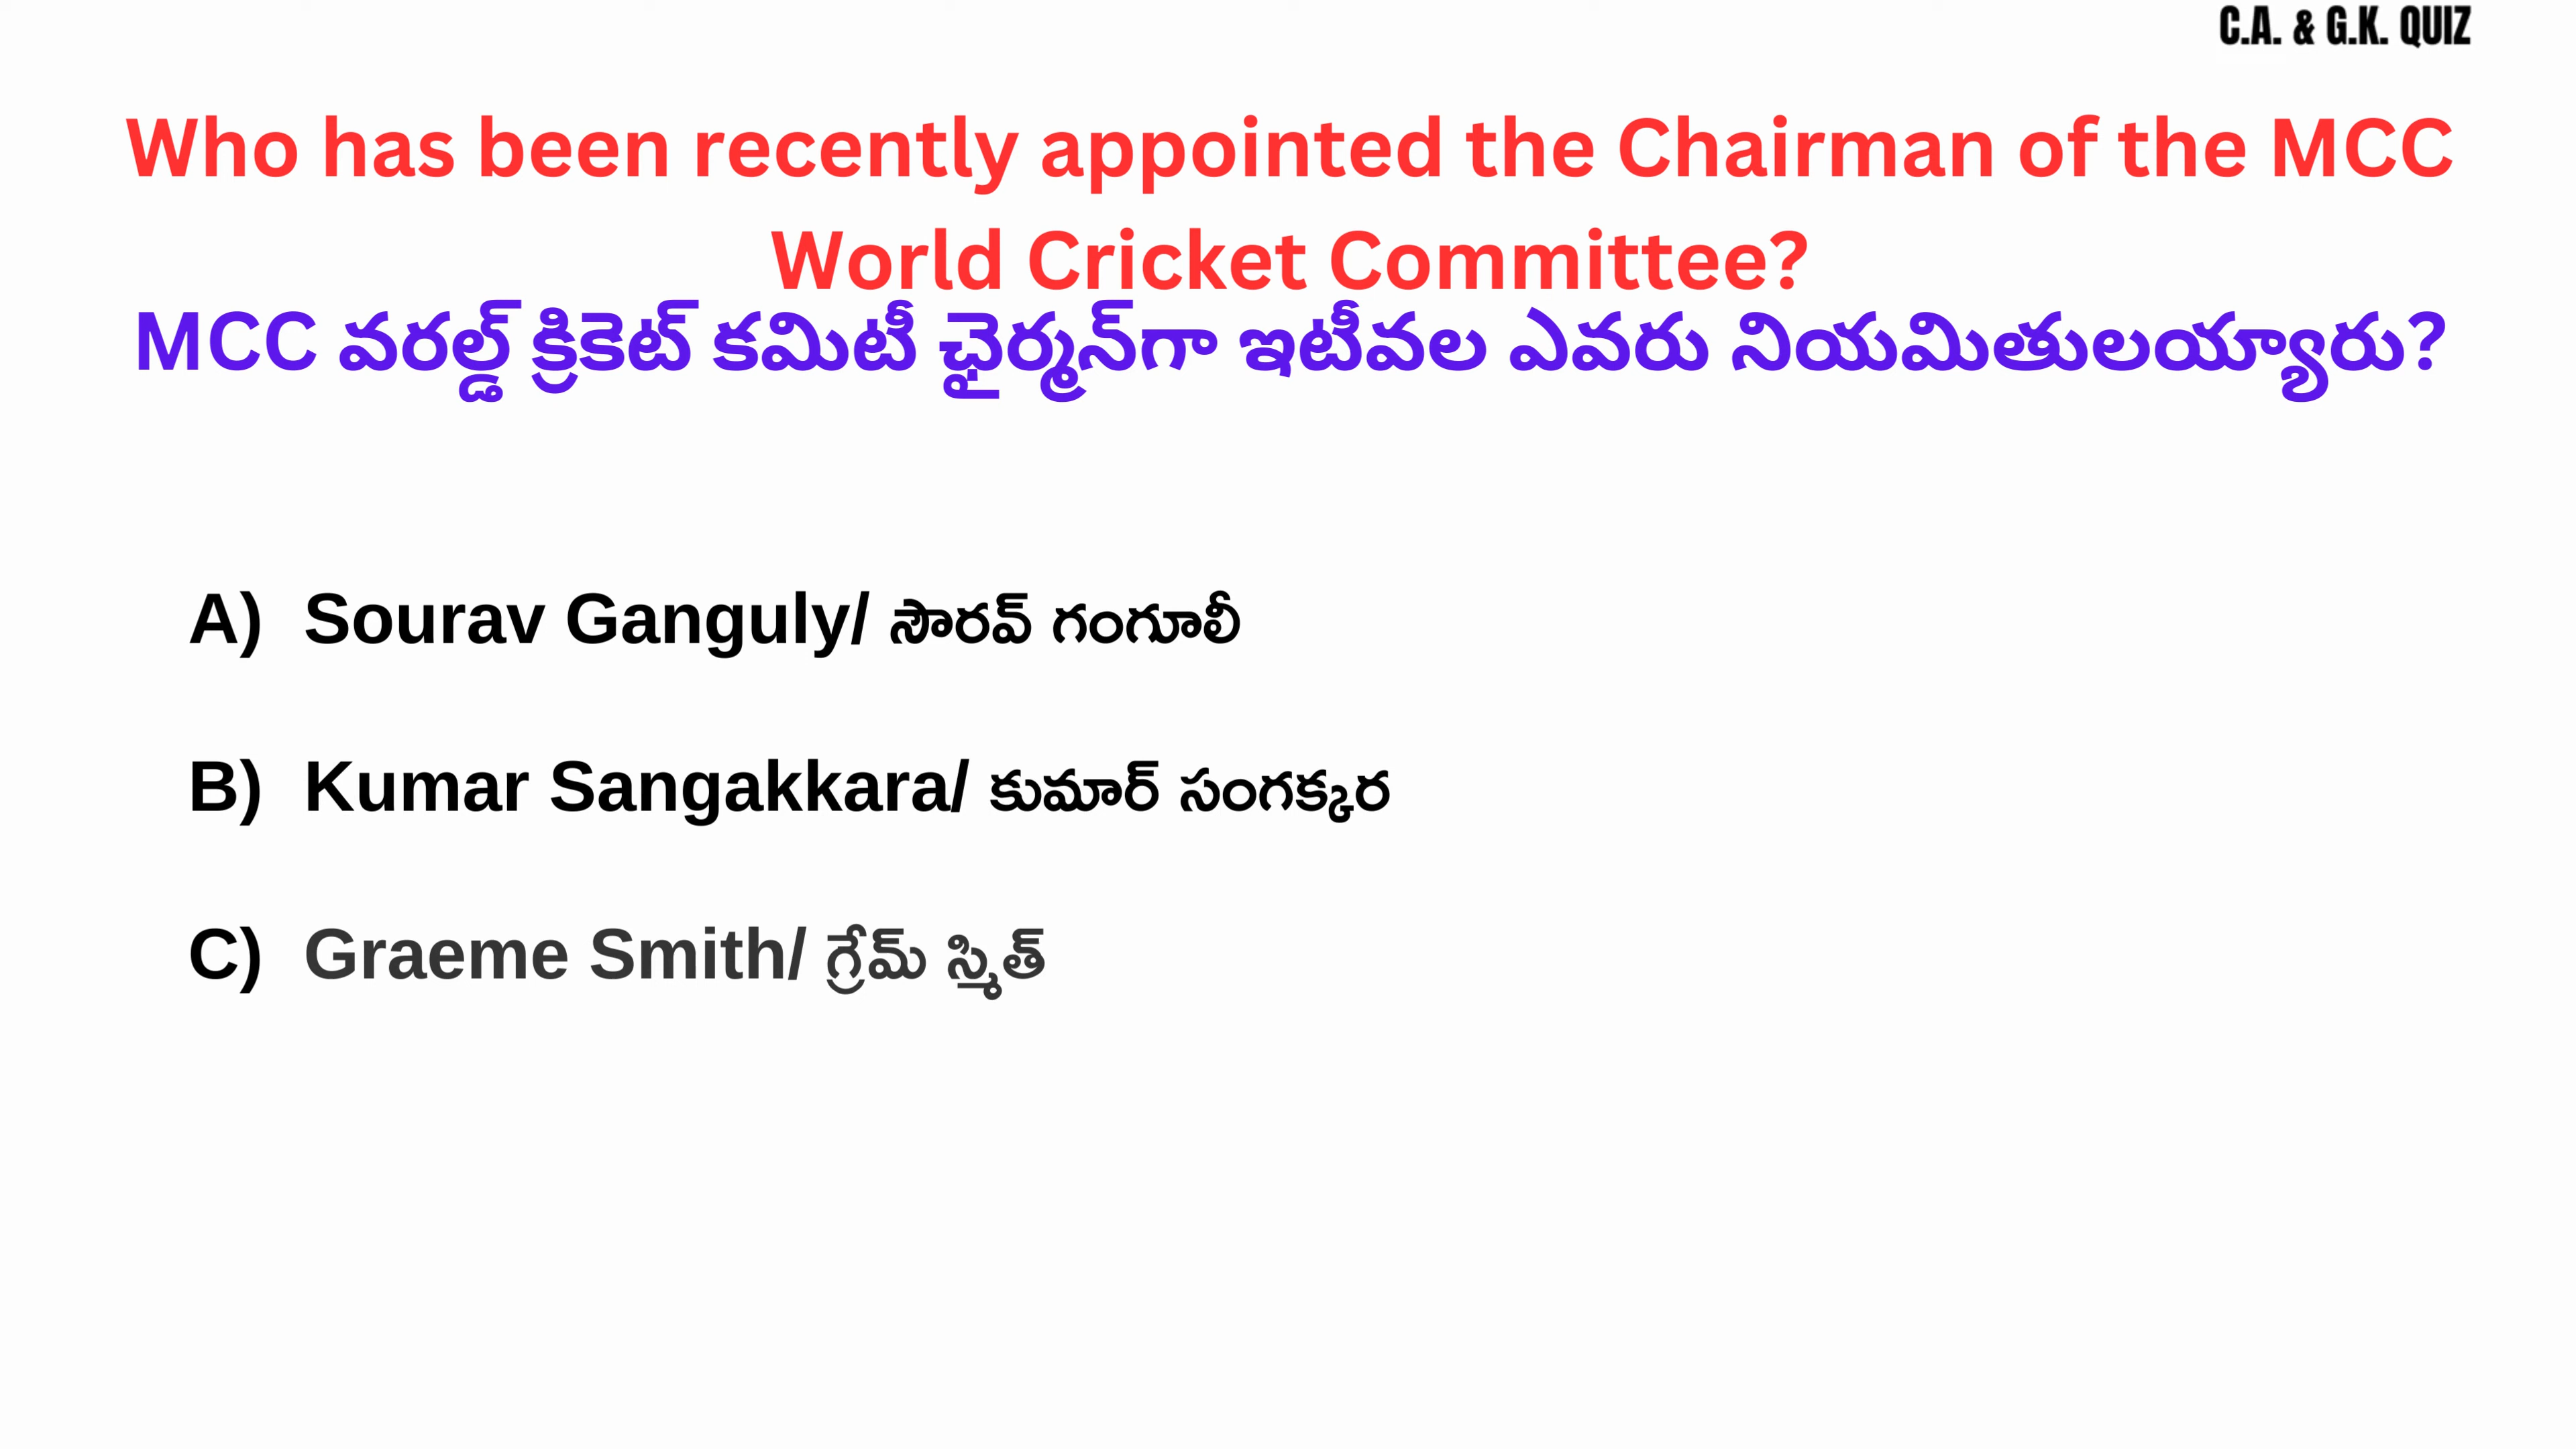 C.A. & G.K. QUIZ
Who has been recently appointed the Chairman of the MCC
World Cricket Committee?
MCC వరల్డ్ క్రికెట్ కమిటీ ఛైర్మన్‌గా ఇటీవల ఎవరు నియమితులయ్యారు?
A) Sourav Ganguly/ సౌరవ్ గంగూలీ
B) Kumar Sangakkara/ కుమార్ సంగక్కర
C) Graeme Smith/ గ్రేమ్ స్మిత్